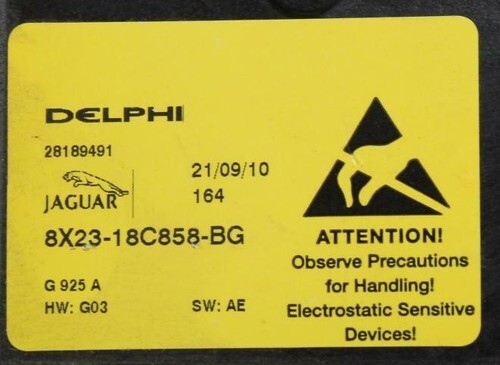 DELPHI
28189491
21/09/10
JAGUAR
164
8X23-18C858-BG
G 925 A
HW: G03
SW: AE
ATTENTION!
Observe Precautions
for Handling!
Electrostatic Sensitive
Devices!